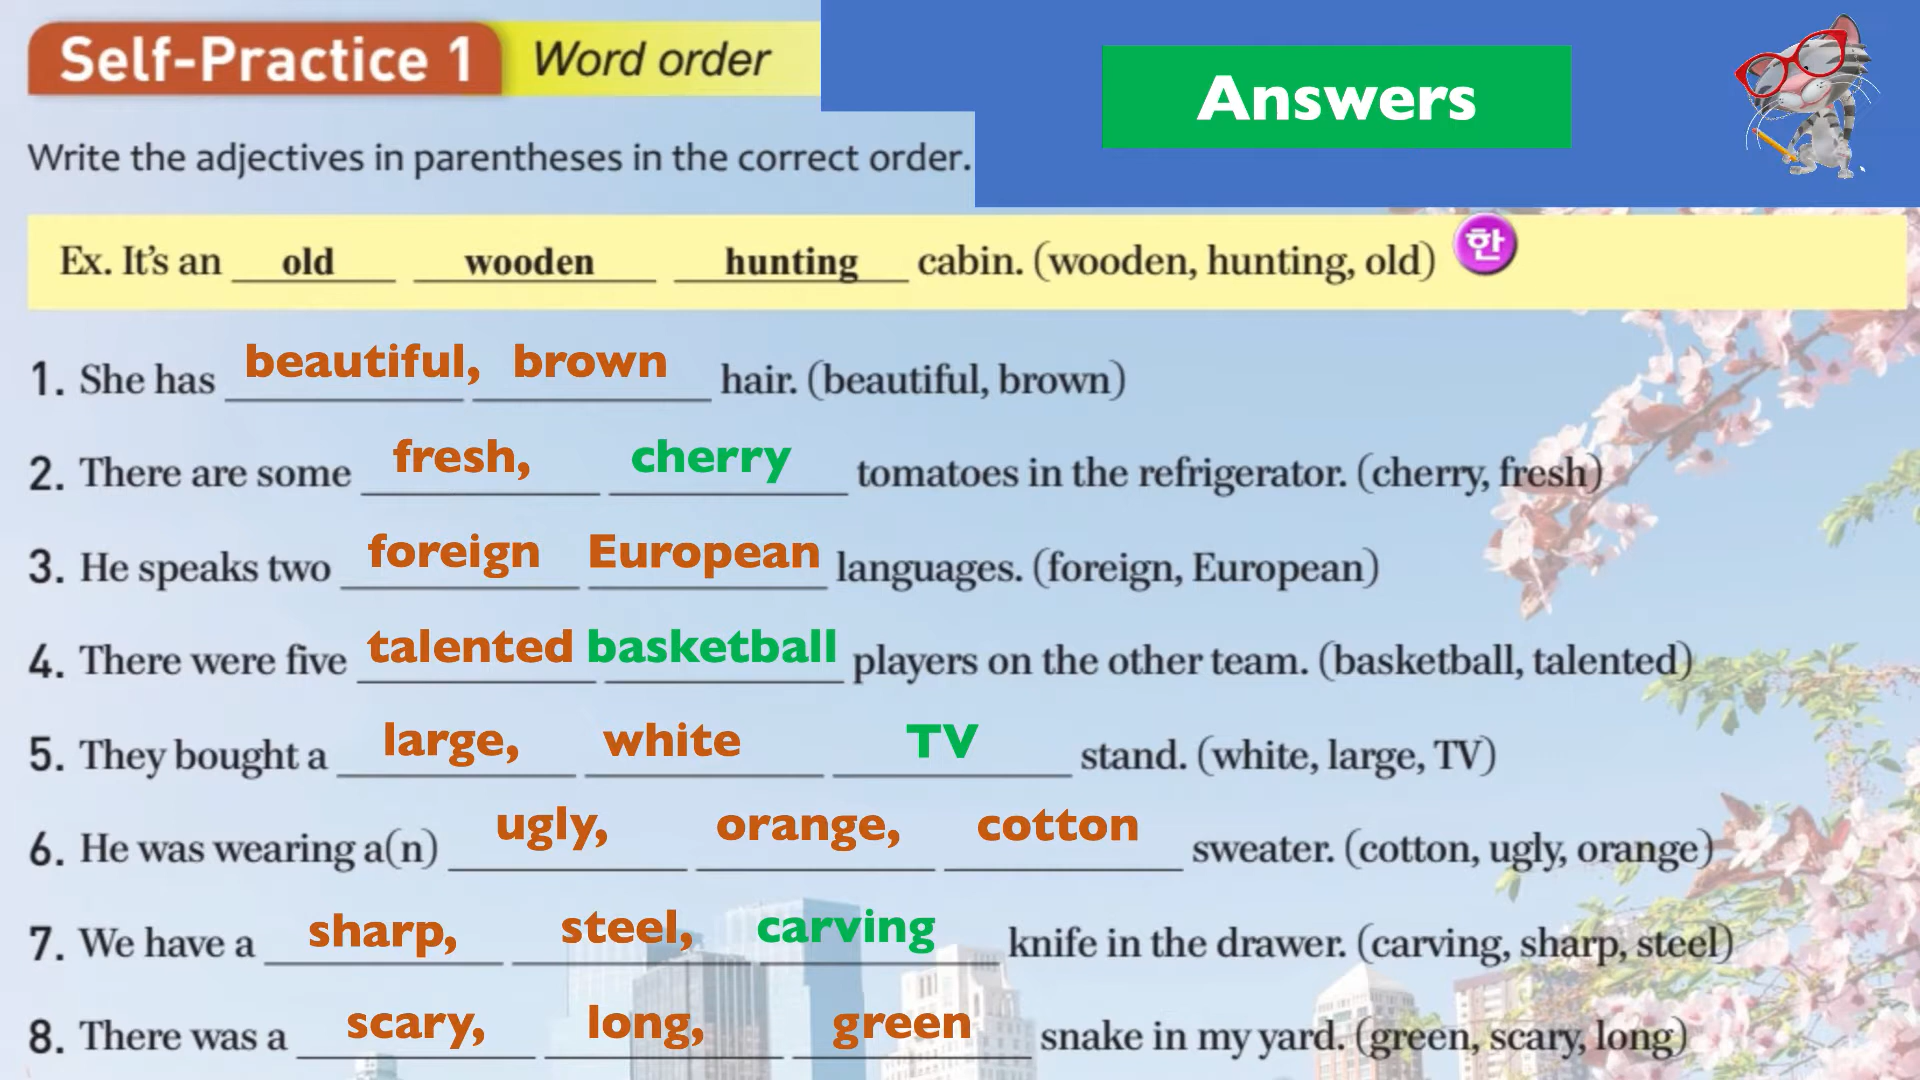 Self-Practice 1 Word order
Answers
Write the adjectives in parentheses in the correct order.
Ex. It's an old wooden hunting cabin. (wooden, hunting, old) 한
1. She has beautiful, brown hair. (beautiful, brown)
2. There are some fresh, cherry tomatoes in the refrigerator. (cherry, fresh)
3. He speaks two foreign European languages. (foreign, European)
4. There were five talented basketball players on the other team. (basketball, talented)
5. They bought a large, white TV stand. (white, large, TV)
6. He was wearing a(n) ugly, orange, cotton sweater. (cotton, ugly, orange)
7. We have a sharp, steel, carving knife in the drawer. (carving, sharp, steel)
8. There was a scary, long, green snake in my yard. (green, scary, long)